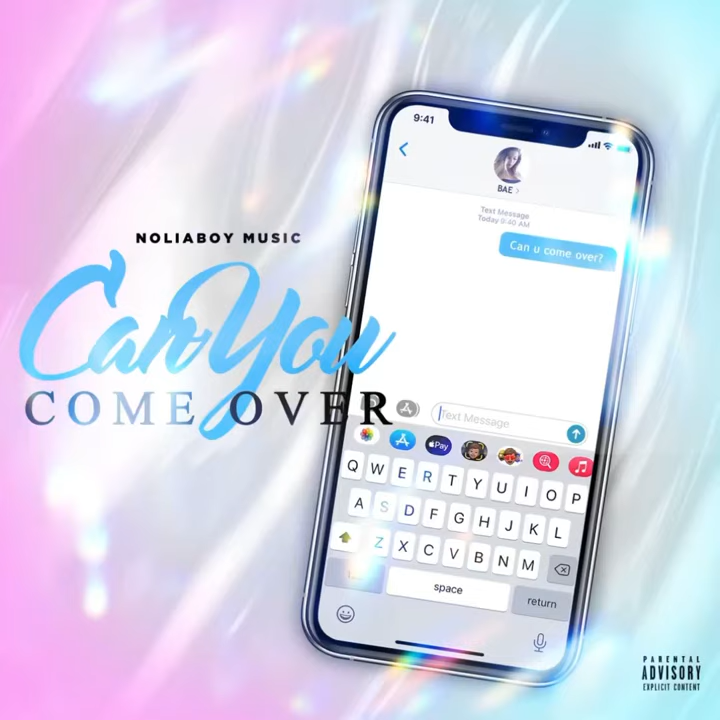 NOLIABOY MUSIC
Can You
COME OVER
9:41
BAE
Text Message
Today 9:40 AM
Can u come over?
Text Message
Pay
Q W E R T Y U I O P
A S D F G H J K L
Z X C V B N M
space
return
PARENTAL
ADVISORY
EXPLICIT CONTENT